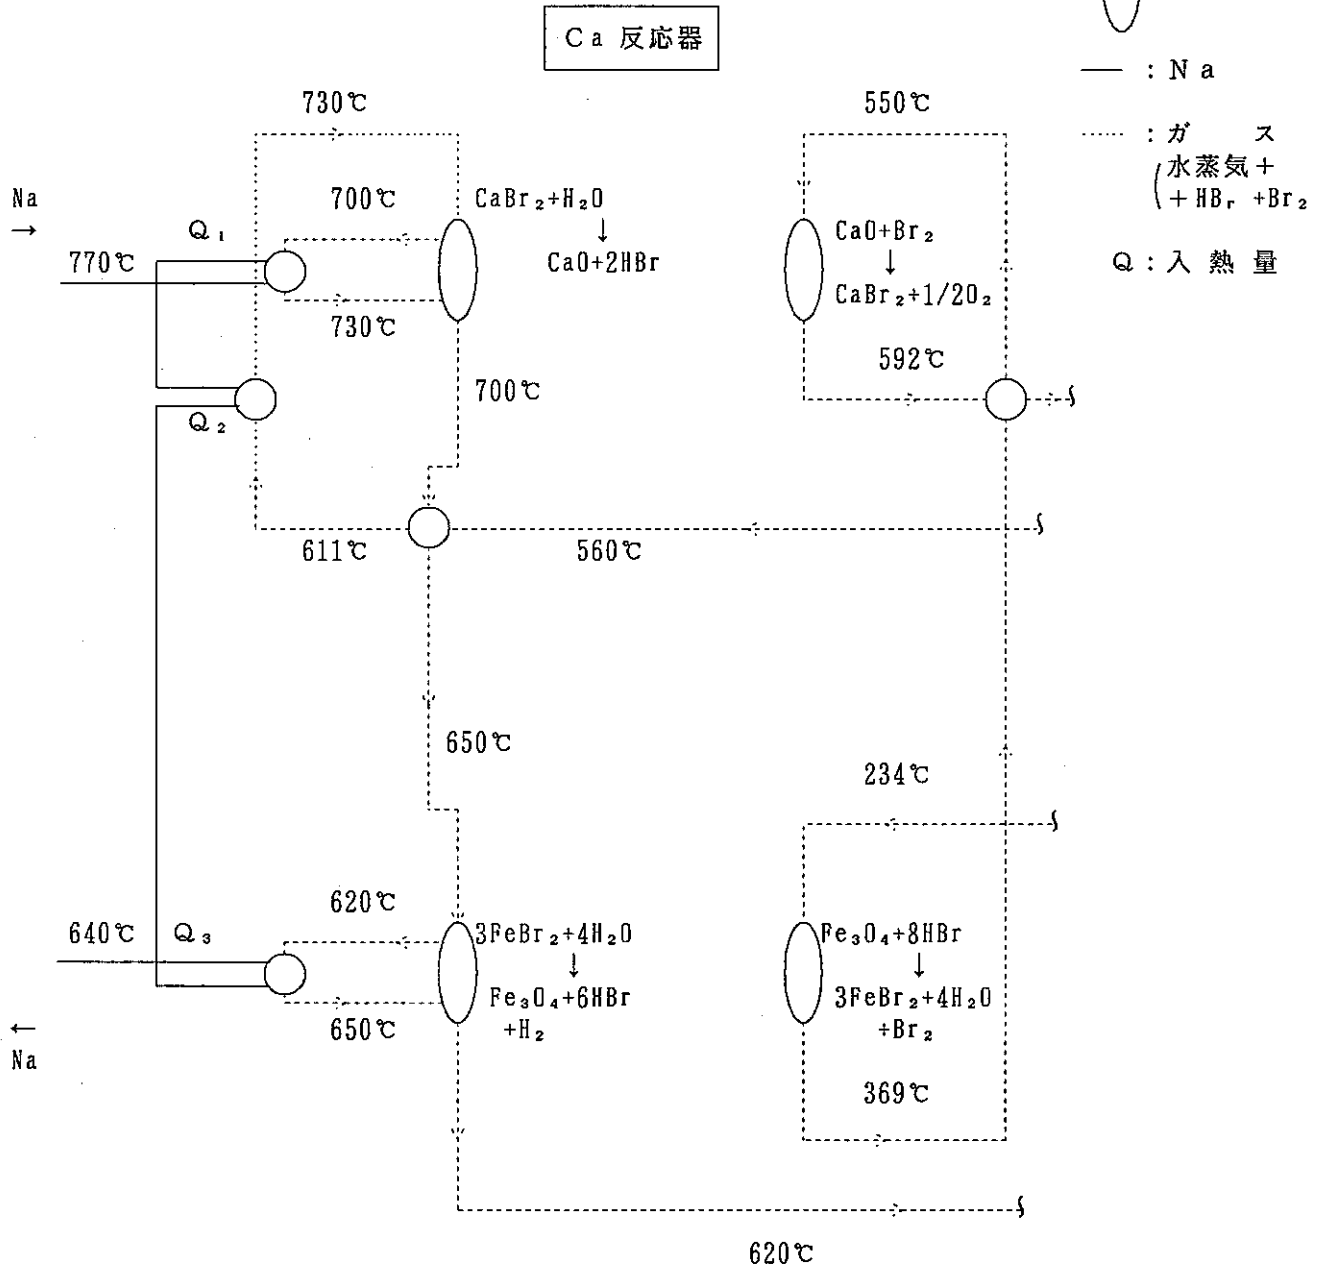 Ca 反応器
― : Na
730℃
550℃
…… : ガ ス
(水蒸気+
+HBr +Br₂
Na
→
700℃
CaBr₂+H₂O
↓
CaO+2HBr
Q₁
CaO+Br₂
↓
CaBr₂+1/2O₂
770℃
Q : 入 熱 量
730℃
592℃
700℃
Q₂
611℃
560℃
650℃
234℃
620℃
640℃
Q₃
3FeBr₂+4H₂O
↓
Fe₃O₄+6HBr
+H₂
Fe₃O₄+8HBr
↓
3FeBr₂+4H₂O
+Br₂
650℃
←
Na
369℃
620℃